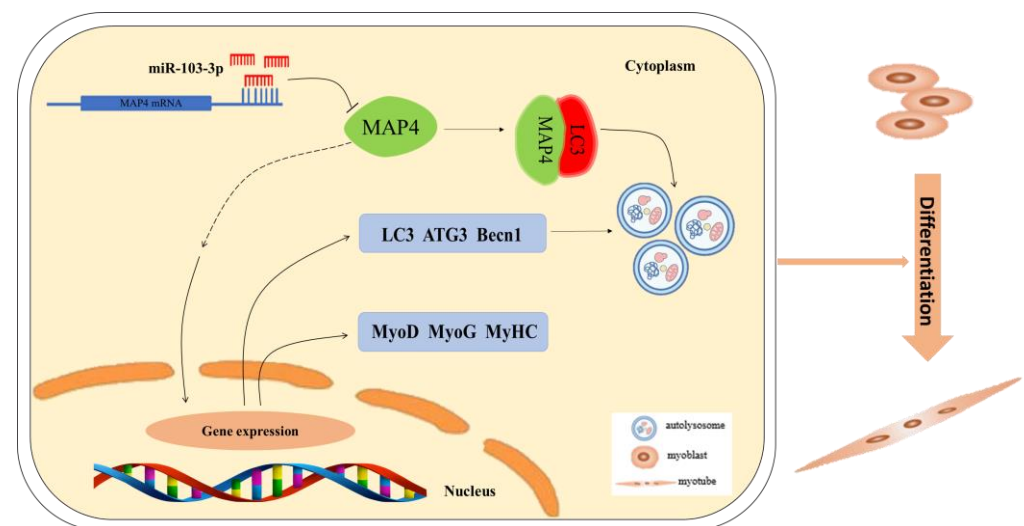 miR-103-3p
MAP4 mRNA
Cytoplasm
MAP4
MAP4
LC3
LC3 ATG3 Becn1
MyoD MyoG MyHC
Differentiation
Gene expression
Nucleus
autolysosome
myoblast
myotube